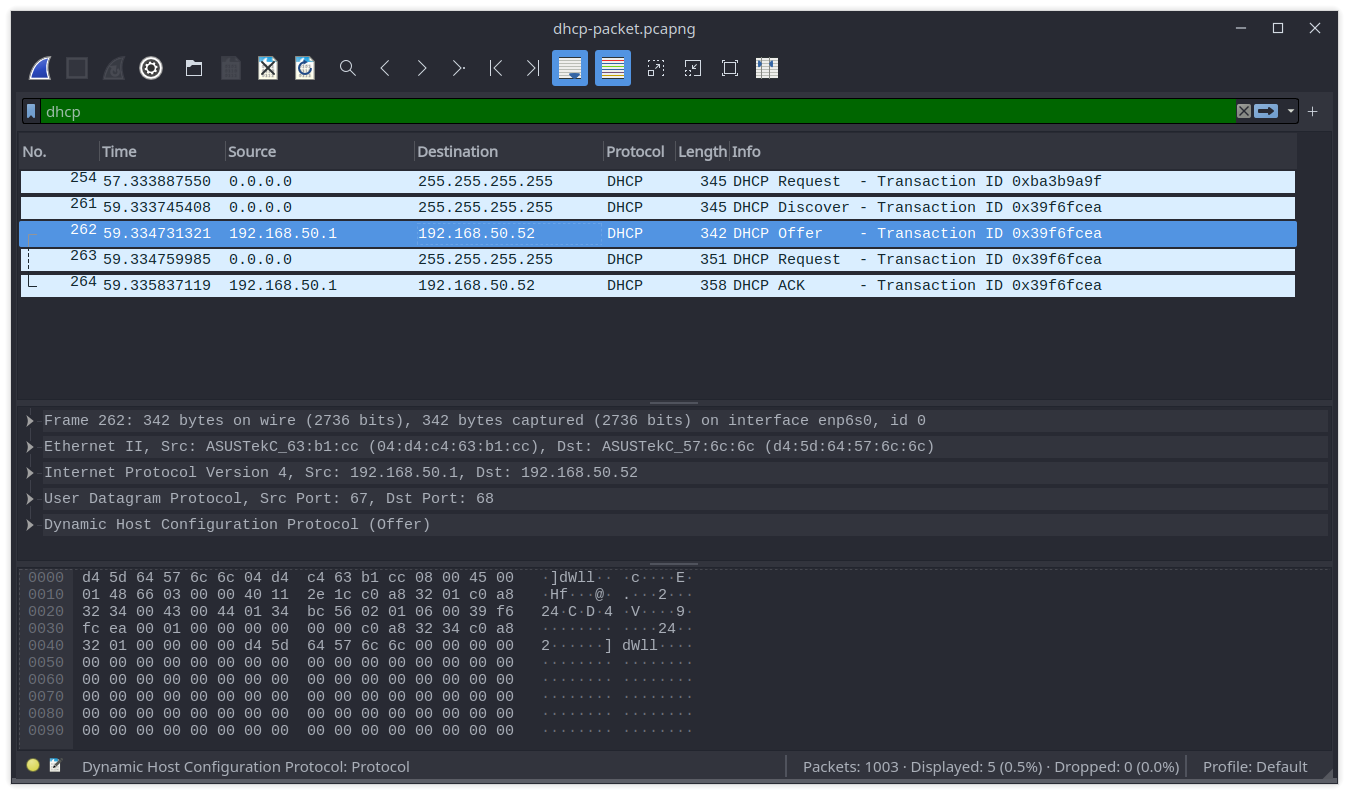 dhcp-packet.pcapng
dhcp
No. Time Source Destination Protocol Length Info
254 57.333887550 0.0.0.0 255.255.255.255 DHCP 345 DHCP Request - Transaction ID 0xba3b9a9f
261 59.333745408 0.0.0.0 255.255.255.255 DHCP 345 DHCP Discover - Transaction ID 0x39f6fcea
262 59.334731321 192.168.50.1 192.168.50.52 DHCP 342 DHCP Offer - Transaction ID 0x39f6fcea
263 59.334759985 0.0.0.0 255.255.255.255 DHCP 351 DHCP Request - Transaction ID 0x39f6fcea
264 59.335837119 192.168.50.1 192.168.50.52 DHCP 358 DHCP ACK - Transaction ID 0x39f6fcea
Frame 262: 342 bytes on wire (2736 bits), 342 bytes captured (2736 bits) on interface enp6s0, id 0
Ethernet II, Src: ASUSTekC_63:b1:cc (04:d4:c4:63:b1:cc), Dst: ASUSTekC_57:6c:6c (d4:5d:64:57:6c:6c)
Internet Protocol Version 4, Src: 192.168.50.1, Dst: 192.168.50.52
User Datagram Protocol, Src Port: 67, Dst Port: 68
Dynamic Host Configuration Protocol (Offer)
0000 d4 5d 64 57 6c 6c 04 d4 c4 63 b1 cc 08 00 45 00 ·]dWll·· ·c····E·
0010 01 48 66 03 00 00 40 11 2e 1c c0 a8 32 01 c0 a8 ·Hf···@· .···2···
0020 32 34 00 43 00 44 01 34 bc 56 02 01 06 00 39 f6 24·C·D·4 ·V····9·
0030 fc ea 00 01 00 00 00 00 00 00 c0 a8 32 34 c0 a8 ········ ····24··
0040 32 01 00 00 00 00 d4 5d 64 57 6c 6c 00 00 00 00 2······] dWll····
0050 00 00 00 00 00 00 00 00 00 00 00 00 00 00 00 00 ········ ········
0060 00 00 00 00 00 00 00 00 00 00 00 00 00 00 00 00 ········ ········
0070 00 00 00 00 00 00 00 00 00 00 00 00 00 00 00 00 ········ ········
0080 00 00 00 00 00 00 00 00 00 00 00 00 00 00 00 00 ········ ········
0090 00 00 00 00 00 00 00 00 00 00 00 00 00 00 00 00 ········ ········
Dynamic Host Configuration Protocol: Protocol Packets: 1003 · Displayed: 5 (0.5%) · Dropped: 0 (0.0%) Profile: Default